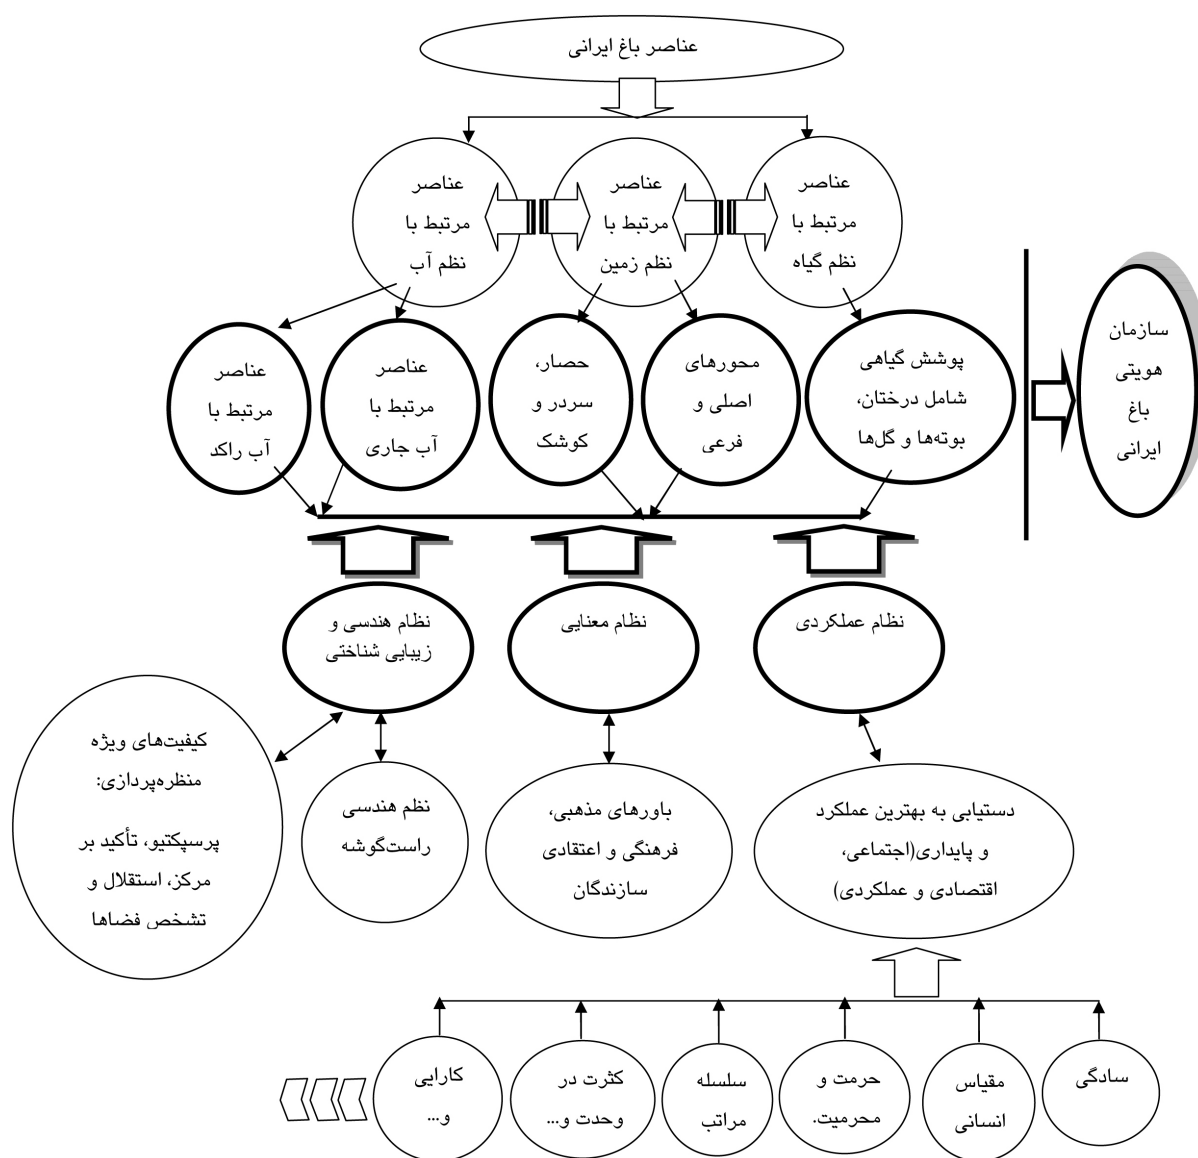 عناصر باغ ایرانی
عناصر
مرتبط با
نظم گیاه
عناصر
مرتبط با
نظم زمین
عناصر
مرتبط با
نظم آب
پوشش گیاهی
شامل درختان،
بوته‌ها و گل‌ها
محورهای
اصلی و
فرعی
حصار،
سردر و
کوشک
عناصر
مرتبط با
آب جاری
عناصر
مرتبط با
آب راکد
سازمان
هویتی
باغ
ایرانی
نظام عملکردی
نظام معنایی
نظام هندسی و
زیبایی شناختی
دستیابی به بهترین عملکرد
و پایداری(اجتماعی،
اقتصادی و عملکردی)
باورهای مذهبی،
فرهنگی و اعتقادی
سازندگان
نظم هندسی
راست‌گوشه
کیفیت‌های ویژه
منظره‌پردازی:
پرسپکتیو، تأکید بر
مرکز، استقلال و
تشخص فضاها
سادگی
مقیاس
انسانی
حرمت و
محرمیت.
سلسله
مراتب
کثرت در
وحدت و...
کارایی
و...